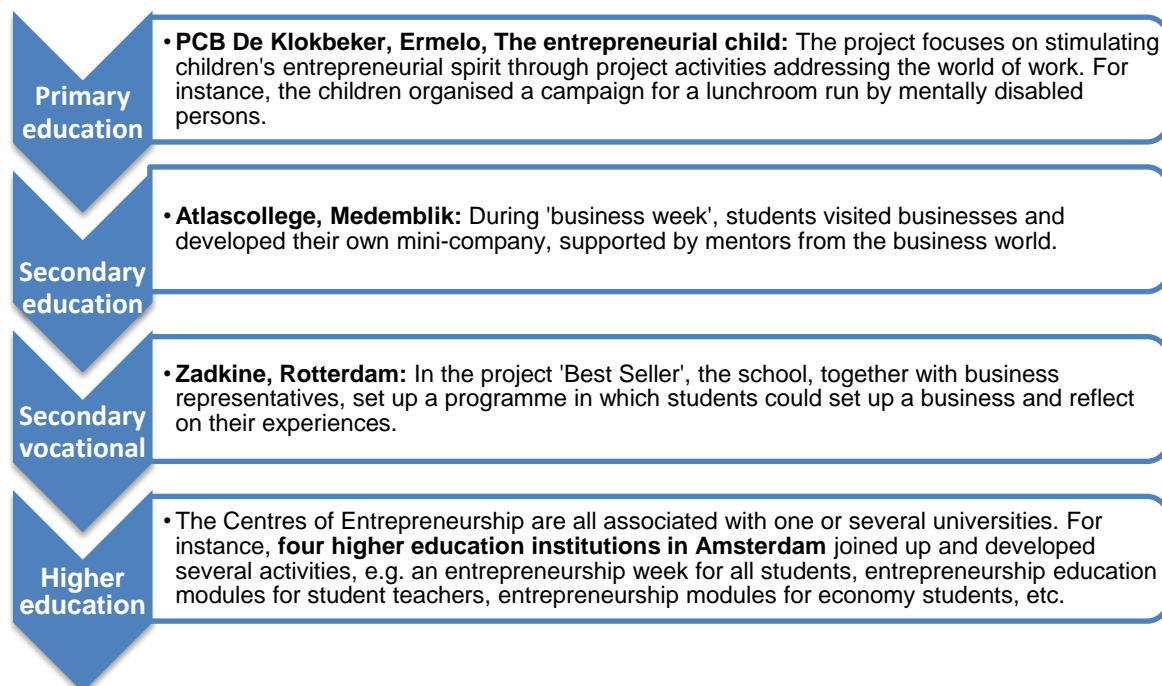 Primary
education
• PCB De Klokbeker, Ermelo, The entrepreneurial child: The project focuses on stimulating
children's entrepreneurial spirit through project activities addressing the world of work. For
instance, the children organised a campaign for a lunchroom run by mentally disabled
persons.
Secondary
education
• Atlascollege, Medemblik: During 'business week', students visited businesses and
developed their own mini-company, supported by mentors from the business world.
Secondary
vocational
• Zadkine, Rotterdam: In the project 'Best Seller', the school, together with business
representatives, set up a programme in which students could set up a business and reflect
on their experiences.
Higher
education
• The Centres of Entrepreneurship are all associated with one or several universities. For
instance, four higher education institutions in Amsterdam joined up and developed
several activities, e.g. an entrepreneurship week for all students, entrepreneurship education
modules for student teachers, entrepreneurship modules for economy students, etc.